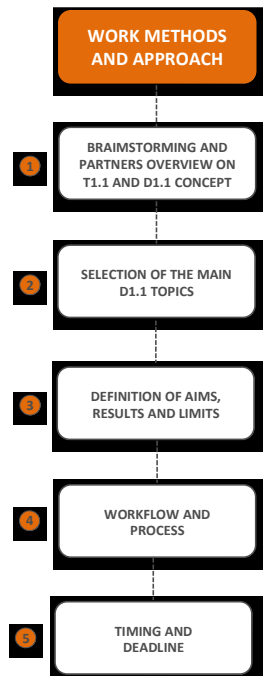 WORK METHODS
AND APPROACH
1
BRAIMSTORMING AND
PARTNERS OVERVIEW ON
T1.1 AND D1.1 CONCEPT
2
SELECTION OF THE MAIN
D1.1 TOPICS
3
DEFINITION OF AIMS,
RESULTS AND LIMITS
4
WORKFLOW AND
PROCESS
5
TIMING AND
DEADLINE